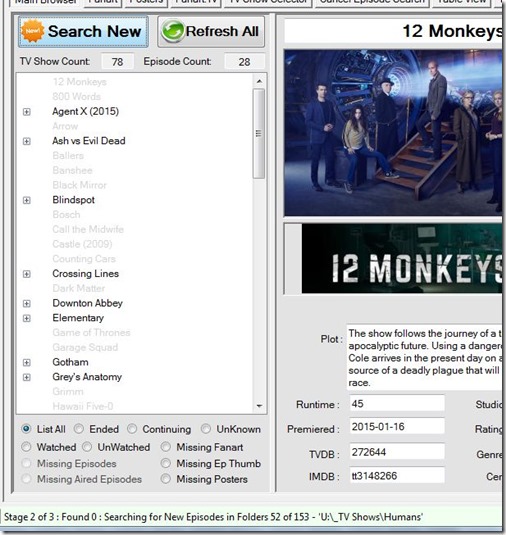 Main Browser Fanart Posters Fanart.TV TV Show Selector Cancel Episode Search Table View
New! Search New Refresh All
TV Show Count: 78 Episode Count: 28
12 Monkeys
800 Words
Agent X (2015)
Arrow
Ash vs Evil Dead
Ballers
Banshee
Black Mirror
Blindspot
Bosch
Call the Midwife
Castle (2009)
Counting Cars
Crossing Lines
Dark Matter
Downton Abbey
Elementary
Game of Thrones
Garage Squad
Gotham
Grey's Anatomy
Grimm
Hawaii Five-0
List All Ended Continuing UnKnown
Watched UnWatched Missing Fanart
Missing Episodes Missing Ep Thumb
Missing Aired Episodes Missing Posters
12 Monkeys
12 MONKEYS
Plot : The show follows the journey of a t
apocalyptic future. Using a dangero
Cole arrives in the present day on a
source of a deadly plague that will
race.
Runtime : 45 Studio
Premiered : 2015-01-16 Rating
TVDB : 272644 Genre
IMDB : tt3148266 Cer
Stage 2 of 3 : Found 0 : Searching for New Episodes in Folders 52 of 153 - 'U:\_TV Shows\Humans'